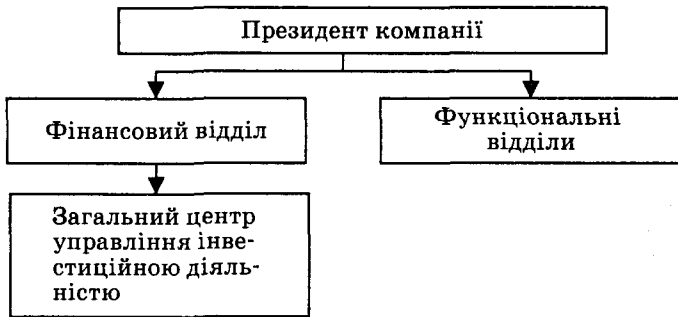 Президент компанії
Фінансовий відділ
Функціональні
відділи
Загальний центр
управління інве-
стиційною діяль-
ністю